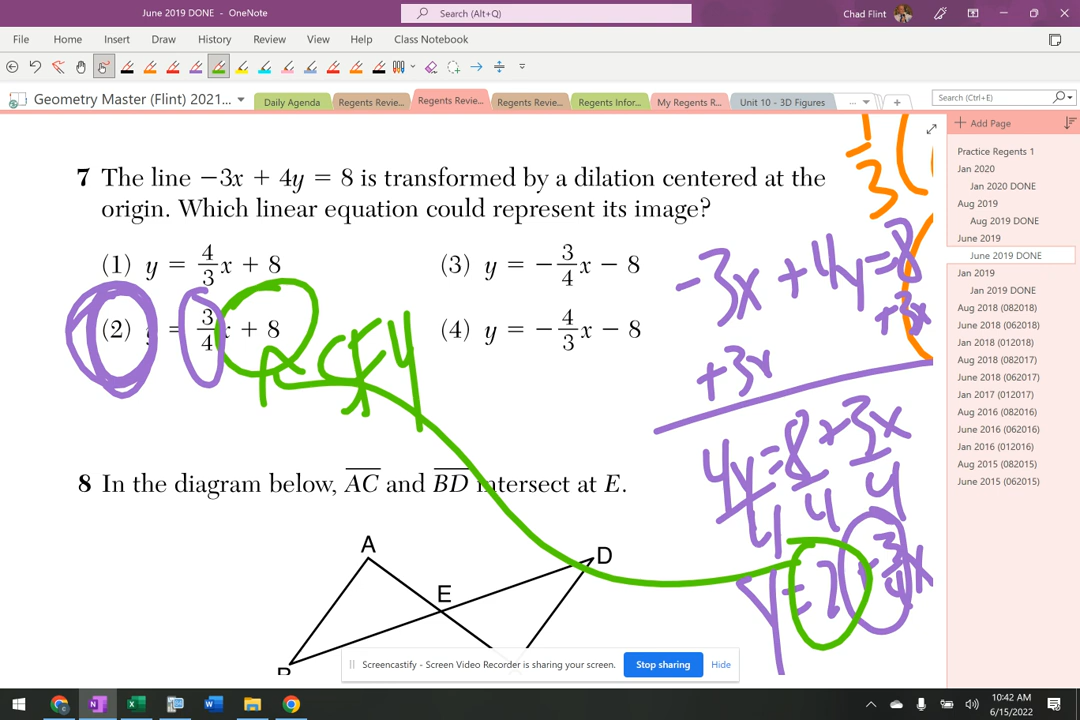 June 2019 DONE - OneNote
Search (Alt+Q)
Chad Flint
File Home Insert Draw History Review View Help Class Notebook
Geometry Master (Flint) 2021...
Daily Agenda
Regents Revie...
Regents Revie...
Regents Revie...
Regents Infor...
My Regents R...
Unit 10 - 3D Figures
...
Search (Ctrl+E)
Add Page
Practice Regents 1
Jan 2020
Jan 2020 DONE
Aug 2019
Aug 2019 DONE
June 2019
June 2019 DONE
Jan 2019
Jan 2019 DONE
Aug 2018 (082018)
June 2018 (062018)
Jan 2018 (012018)
Aug 2018 (082017)
June 2018 (062017)
Jan 2017 (012017)
Aug 2016 (082016)
June 2016 (062016)
Jan 2016 (012016)
Aug 2015 (082015)
June 2015 (062015)
7 The line −3x + 4y = 8 is transformed by a dilation centered at the
origin. Which linear equation could represent its image?
(1) y = 4/3 x + 8
(2) = 3/4 x + 8
(3) y = − 3/4 x − 8
(4) y = − 4/3 x − 8
-3x + 4y = 8
+3x
+3x
4y = 8 + 3x
4 4 4
y = 2 + 3/4 x
8 In the diagram below, AC and BD intersect at E.
A
D
E
B
Screencastify - Screen Video Recorder is sharing your screen.
Stop sharing
Hide
10:42 AM
6/15/2022